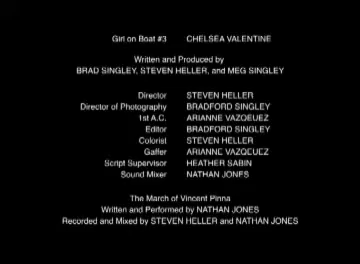 Girl on Boat #3 CHELSEA VALENTINE
Written and Produced by
BRAD SINGLEY, STEVEN HELLER, and MEG SINGLEY
Director STEVEN HELLER
Director of Photography BRADFORD SINGLEY
1st A.C. ARIANNE VAZQEUEZ
Editor BRADFORD SINGLEY
Colorist STEVEN HELLER
Gaffer ARIANNE VAZQEUEZ
Script Supervisor HEATHER SABIN
Sound Mixer NATHAN JONES
The March of Vincent Pinna
Written and Performed by NATHAN JONES
Recorded and Mixed by STEVEN HELLER and NATHAN JONES